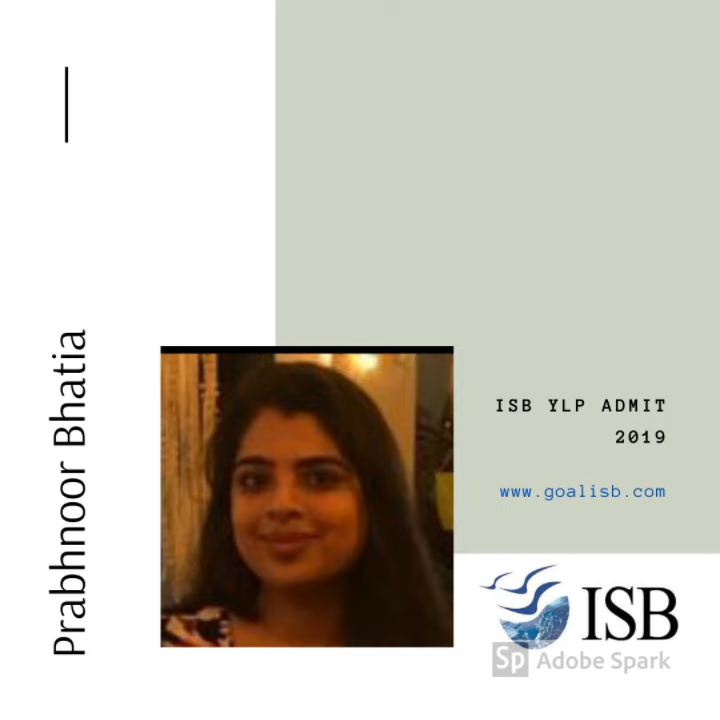 Prabhnoor Bhatia
ISB YLP ADMIT
2019
www.goalisb.com
ISB
Sp Adobe Spark